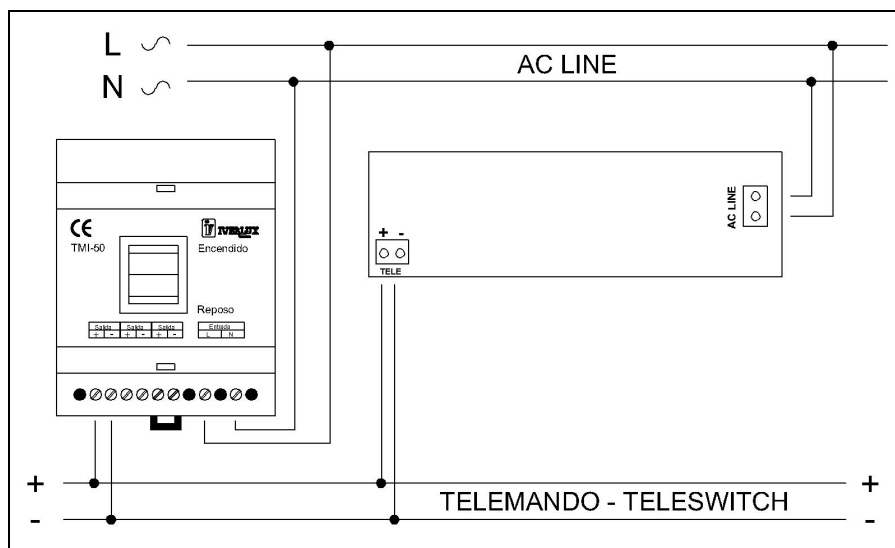 L
AC LINE
N
CE
IVERLUX
TMI-50
Encendido
Reposo
Salida Salida Salida
+ - + - + -
Entrada
L N
+ -
TELE
AC LINE
+ +
TELEMANDO - TELESWITCH
- -